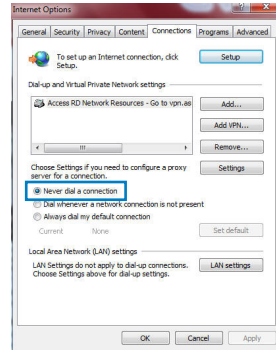 Internet Options
General Security Privacy Content Connections Programs Advanced
To set up an Internet connection, click
Setup.
Setup
Dial-up and Virtual Private Network settings
Access RD Network Resources - Go to vpn.as
Add...
Add VPN...
Remove...
Choose Settings if you need to configure a proxy
server for a connection.
Settings
Never dial a connection
Dial whenever a network connection is not present
Always dial my default connection
Current None
Set default
Local Area Network (LAN) settings
LAN Settings do not apply to dial-up connections.
Choose Settings above for dial-up settings.
LAN settings
OK Cancel Apply